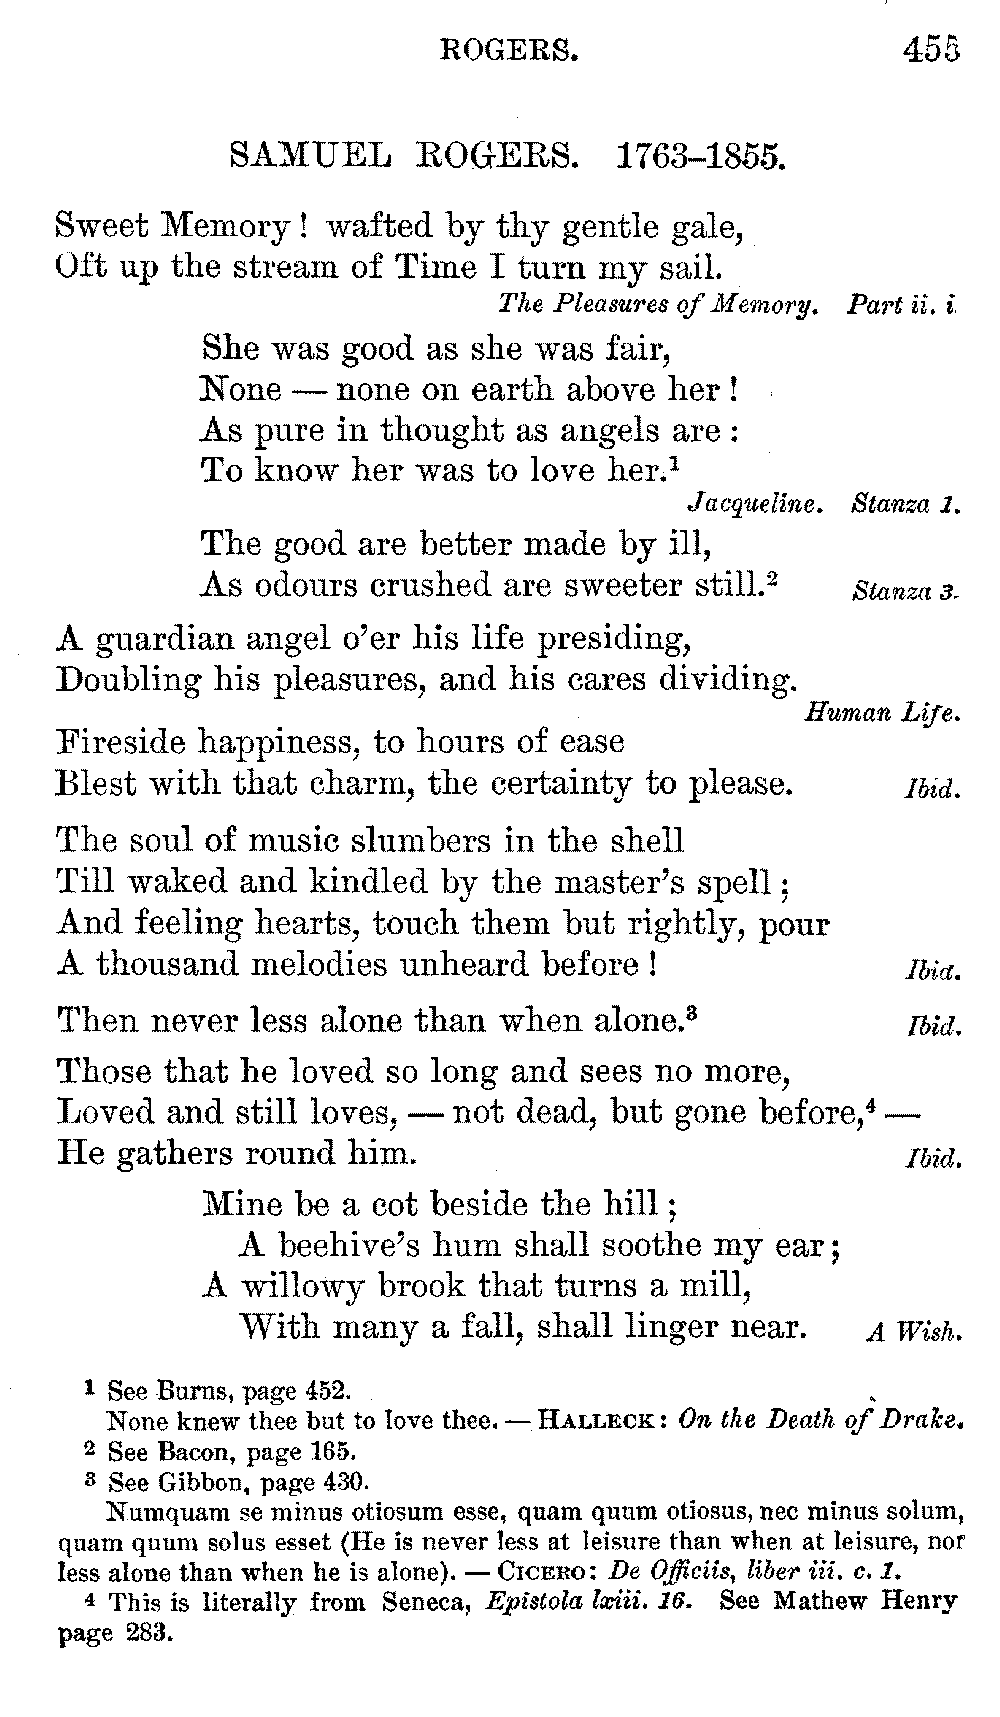 ROGERS. 455
SAMUEL ROGERS. 1763–1855.
Sweet Memory! wafted by thy gentle gale,
Oft up the stream of Time I turn my sail.
The Pleasures of Memory. Part ii. i.
She was good as she was fair,
None — none on earth above her!
As pure in thought as angels are:
To know her was to love her.¹
Jacqueline. Stanza 1.
The good are better made by ill,
As odours crushed are sweeter still.² Stanza 3.
A guardian angel o'er his life presiding,
Doubling his pleasures, and his cares dividing.
Human Life.
Fireside happiness, to hours of ease
Blest with that charm, the certainty to please. Ibid.
The soul of music slumbers in the shell
Till waked and kindled by the master's spell;
And feeling hearts, touch them but rightly, pour
A thousand melodies unheard before! Ibid.
Then never less alone than when alone.³ Ibid.
Those that he loved so long and sees no more,
Loved and still loves, — not dead, but gone before,⁴ —
He gathers round him. Ibid.
Mine be a cot beside the hill;
A beehive's hum shall soothe my ear;
A willowy brook that turns a mill,
With many a fall, shall linger near. A Wish.
¹ See Burns, page 452.
None knew thee but to love thee. — HALLECK: On the Death of Drake.
² See Bacon, page 165.
³ See Gibbon, page 430.
Numquam se minus otiosum esse, quam quum otiosus, nec minus solum,
quam quum solus esset (He is never less at leisure than when at leisure, nor
less alone than when he is alone). — CICERO: De Officiis, liber iii. c. 1.
⁴ This is literally from Seneca, Epistola lxiii. 16. See Mathew Henry
page 283.